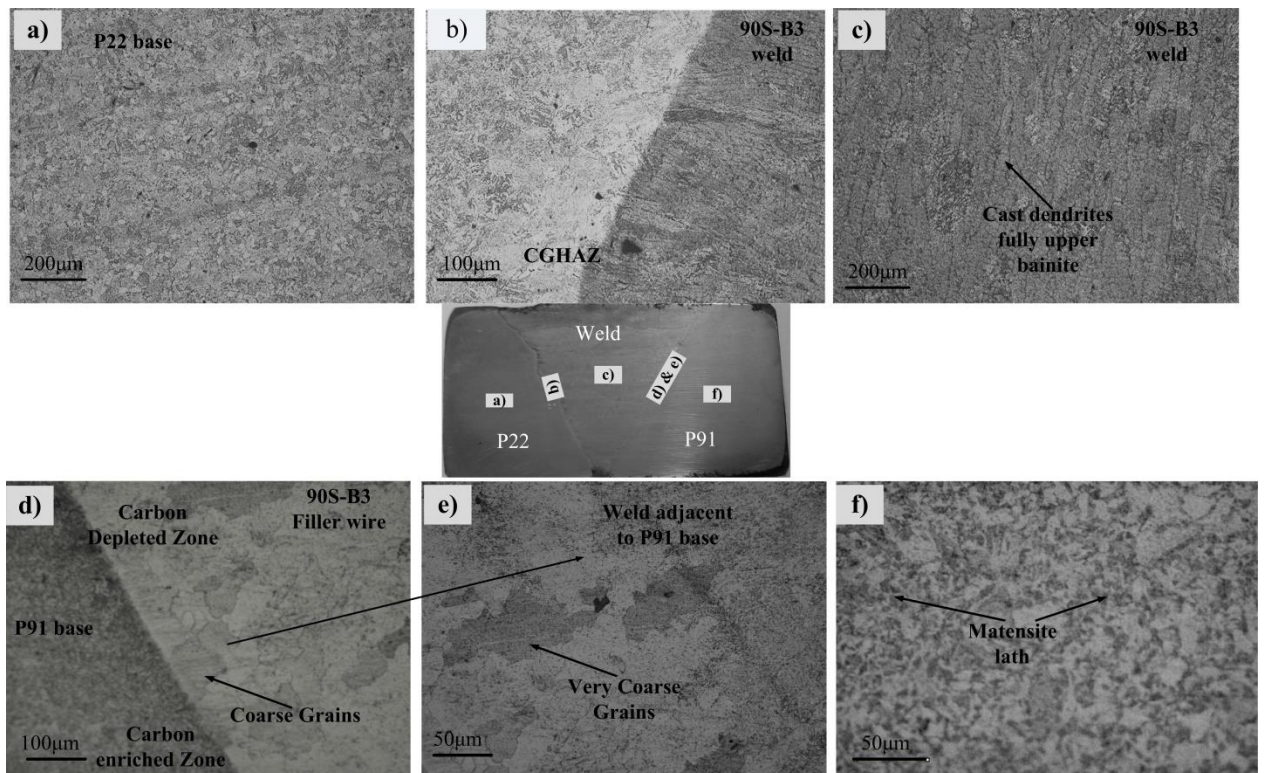 a)
P22 base
200μm
b)
90S-B3
weld
CGHAZ
100μm
c)
90S-B3
weld
Cast dendrites
fully upper
bainite
200μm
Weld
a)
b)
c)
d) & e)
f)
P22
P91
d)
Carbon
Depleted Zone
90S-B3
Filler wire
P91 base
Coarse Grains
Carbon
enriched Zone
100μm
e)
Weld adjacent
to P91 base
Very Coarse
Grains
50μm
f)
Matensite
lath
50μm